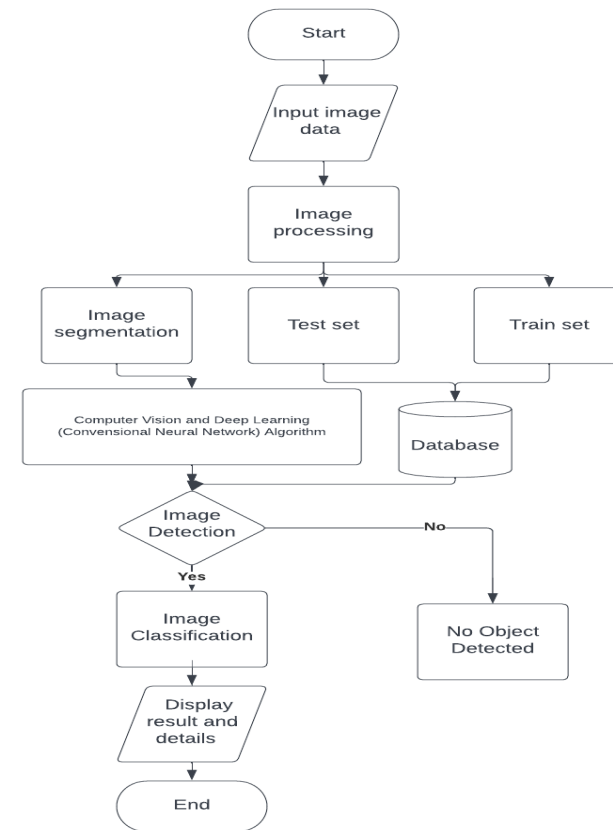 Start
Input image
data
Image
processing
Image
segmentation
Test set
Train set
Computer Vision and Deep Learning
(Convensional Neural Network) Algorithm
Database
Image
Detection
No
Yes
Image
Classification
No Object
Detected
Display
result and
details
End